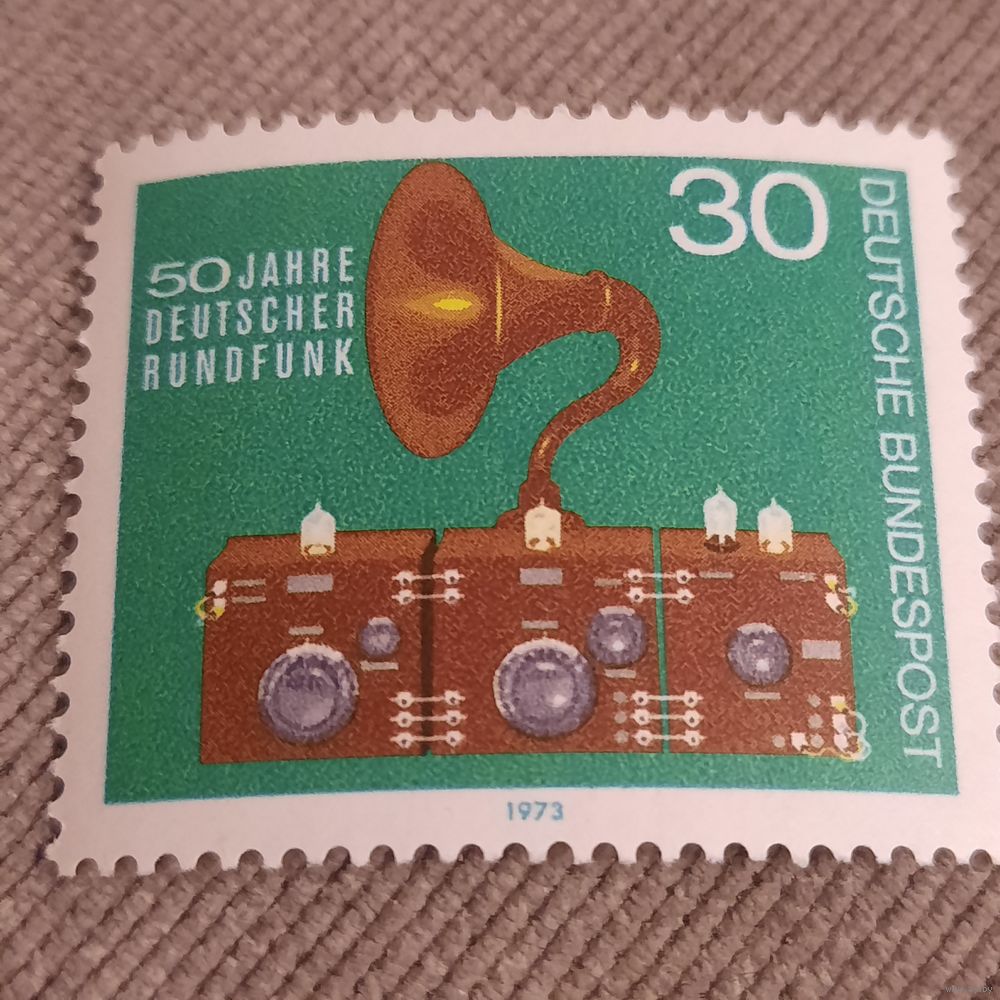 50 JAHRE
DEUTSCHER
RUNDFUNK
30
DEUTSCHE BUNDESPOST
1973